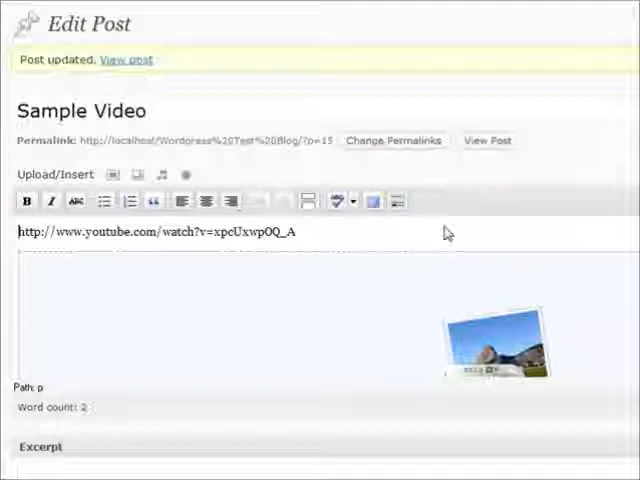 Edit Post
Post updated. View post
Sample Video
Permalink: http://localhost/Wordpress%20Test%20Blog/?p=15 Change Permalinks View Post
Upload/Insert
B I ABC
http://www.youtube.com/watch?v=xpcUxwpOQ_A
Path: p
Word count: 2
Excerpt